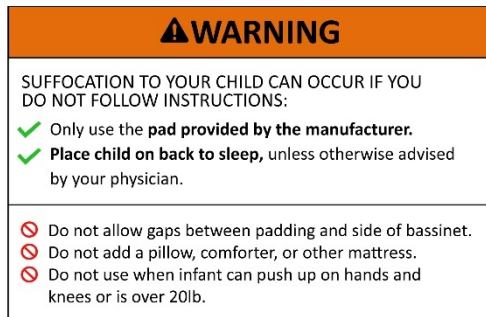 WARNING
SUFFOCATION TO YOUR CHILD CAN OCCUR IF YOU
DO NOT FOLLOW INSTRUCTIONS:
Only use the pad provided by the manufacturer.
Place child on back to sleep, unless otherwise advised
by your physician.
Do not allow gaps between padding and side of bassinet.
Do not add a pillow, comforter, or other mattress.
Do not use when infant can push up on hands and
knees or is over 20lb.